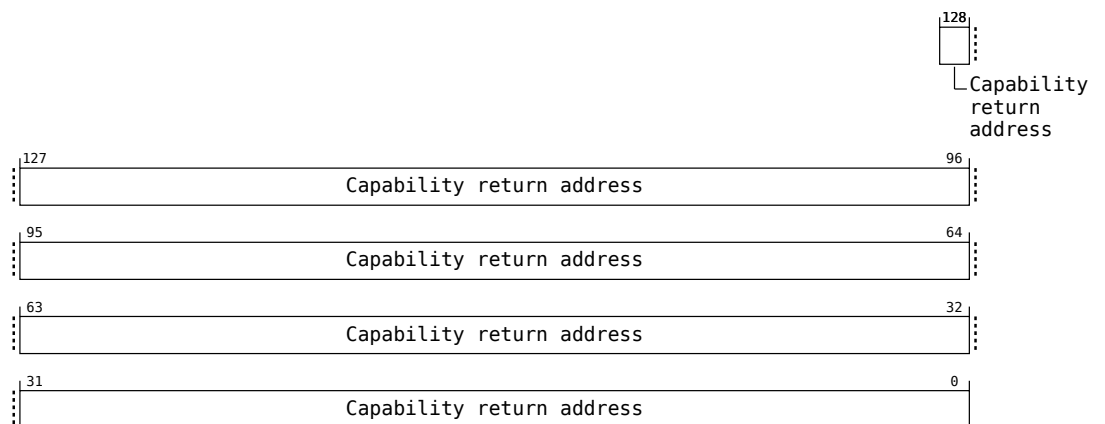 128
Capability
return
address
127 96
Capability return address
95 64
Capability return address
63 32
Capability return address
31 0
Capability return address